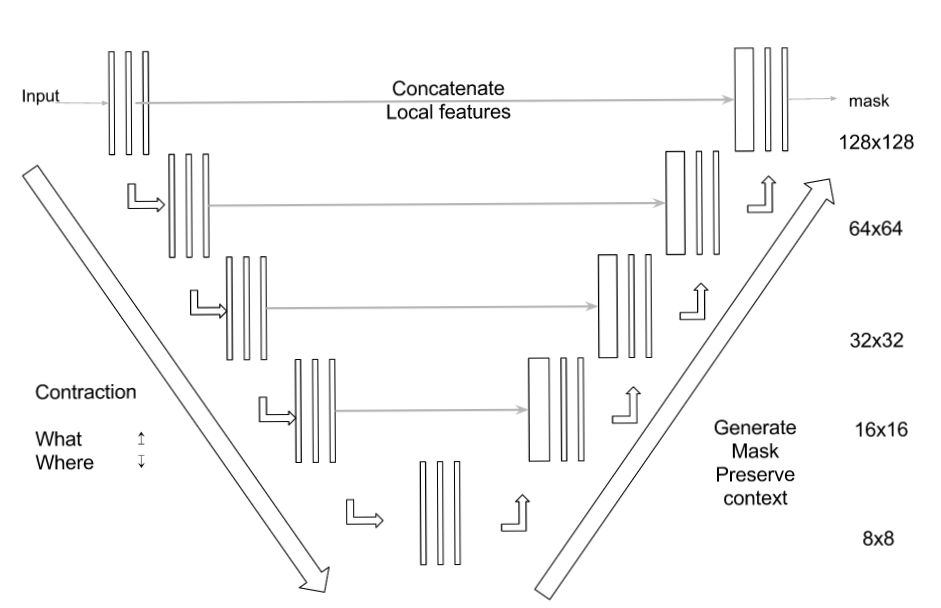 Input
Concatenate
Local features
mask
128x128
64x64
32x32
Contraction
What
Where
Generate
Mask
Preserve
context
16x16
8x8